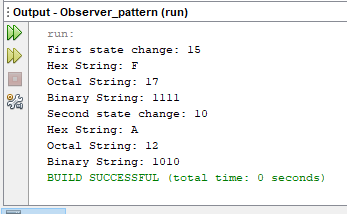 Output - Observer_pattern (run)
run:
First state change: 15
Hex String: F
Octal String: 17
Binary String: 1111
Second state change: 10
Hex String: A
Octal String: 12
Binary String: 1010
BUILD SUCCESSFUL (total time: 0 seconds)